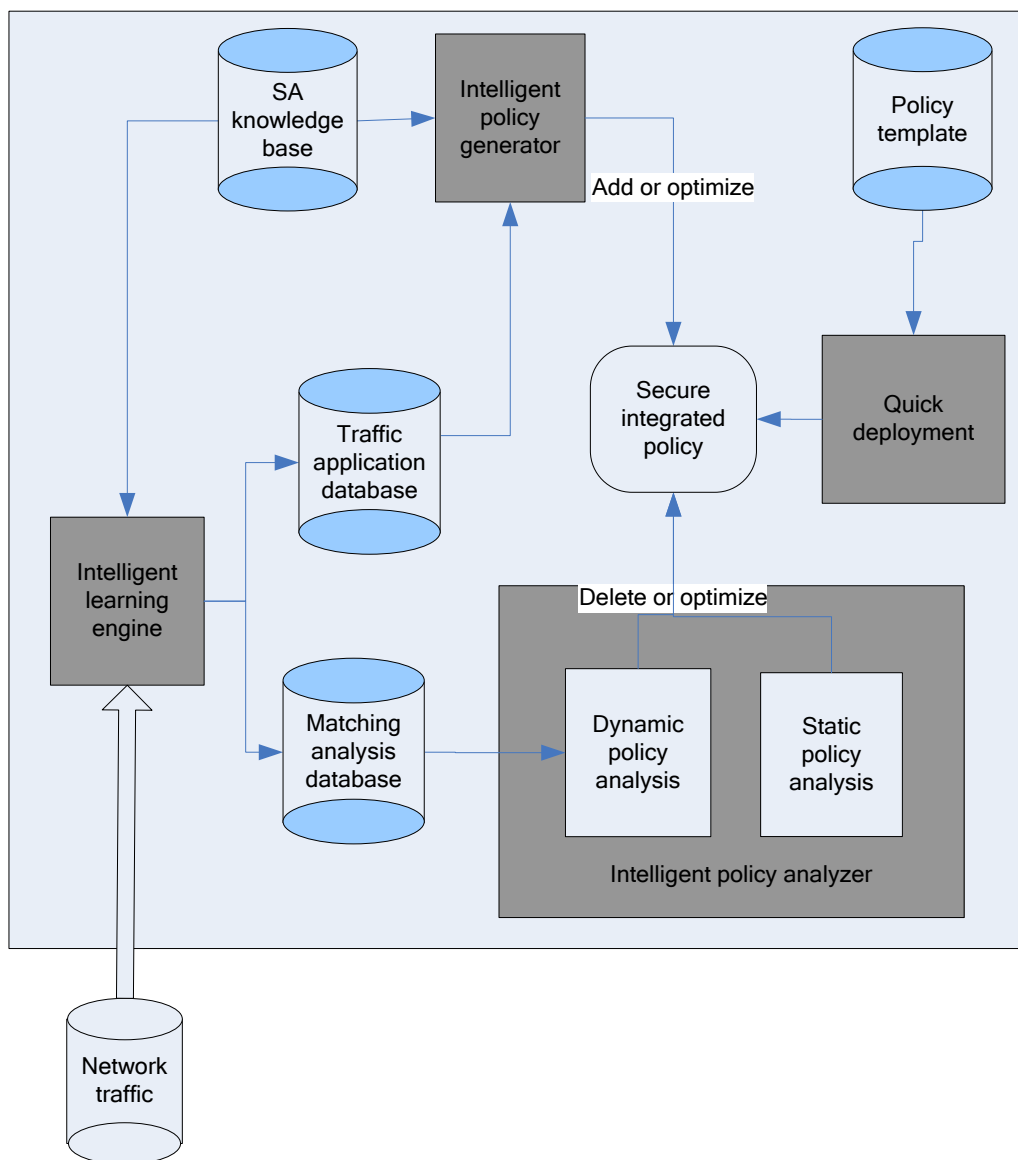 SA
knowledge
base
Intelligent
policy
generator
Policy
template
Add or optimize
Traffic
application
database
Secure
integrated
policy
Quick
deployment
Intelligent
learning
engine
Delete or optimize
Matching
analysis
database
Dynamic
policy
analysis
Static
policy
analysis
Intelligent policy analyzer
Network
traffic